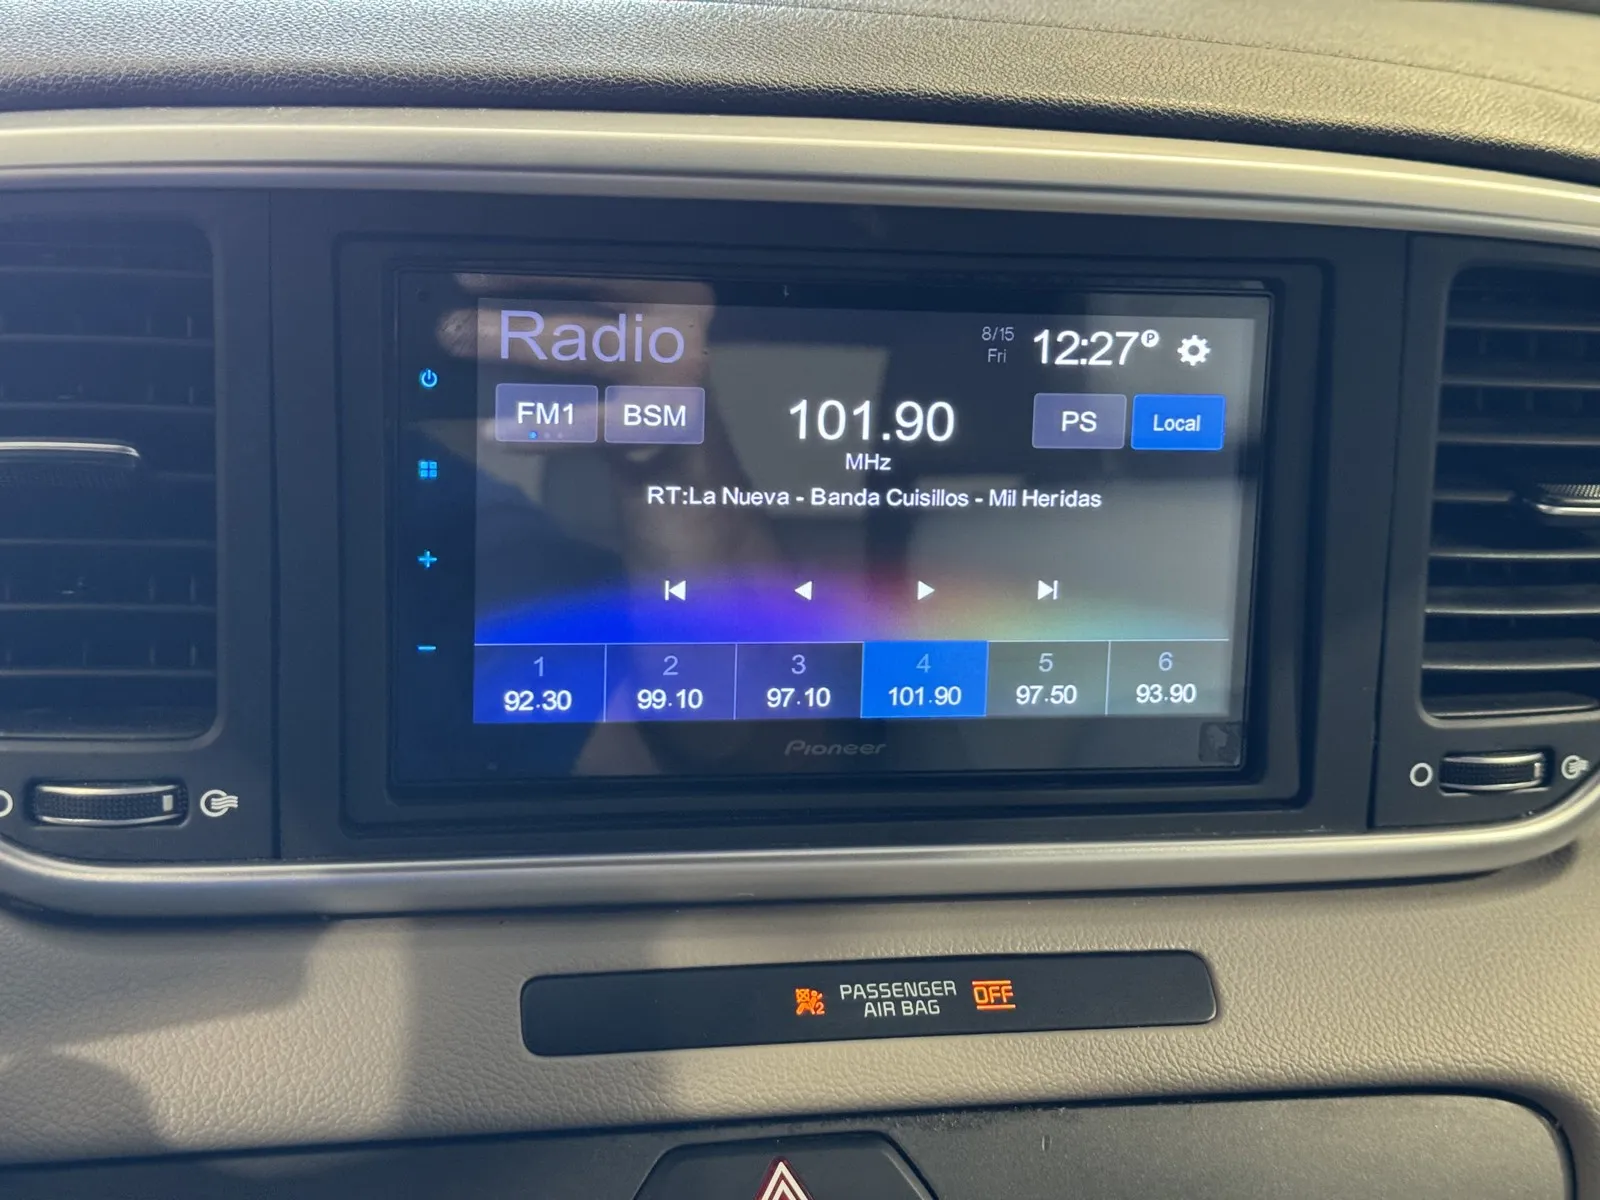 Radio
8/15
Fri
12:27 P
FM1
BSM
101.90
MHz
PS
Local
RT:La Nueva - Banda Cuisillos - Mil Heridas
1 2 3 4 5 6
92.30 99.10 97.10 101.90 97.50 93.90
Pioneer
2
PASSENGER
AIR BAG
OFF